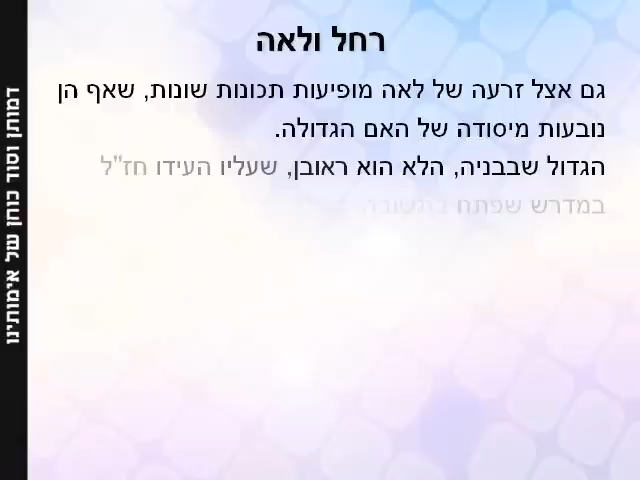 רחל ולאה
גם אצל זרעה של לאה מופיעות תכונות שונות, שאף הן
נובעות מיסודה של האם הגדולה.
הגדול שבבניה, הלא הוא ראובן, שעליו העידו חז"ל
במדרש שפתח בתשובה
דמותן וסוד כוחן של אימותינו